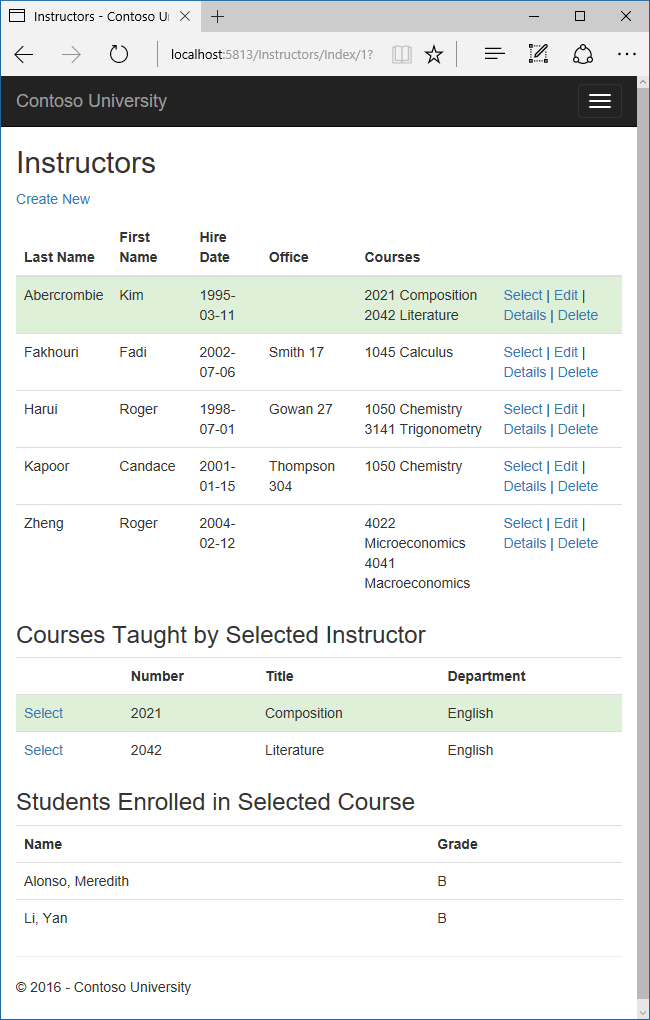 Instructors - Contoso U
localhost:5813/Instructors/Index/1?
Contoso University
Instructors
Create New
Last Name First Name Hire Date Office Courses
Abercrombie Kim 1995-03-11 2021 Composition Select | Edit |
2042 Literature Details | Delete
Fakhouri Fadi 2002-07-06 Smith 17 1045 Calculus Select | Edit |
Details | Delete
Harui Roger 1998-07-01 Gowan 27 1050 Chemistry Select | Edit |
3141 Trigonometry Details | Delete
Kapoor Candace 2001-01-15 Thompson 304 1050 Chemistry Select | Edit |
Details | Delete
Zheng Roger 2004-02-12 4022 Microeconomics Select | Edit |
4041 Macroeconomics Details | Delete
Courses Taught by Selected Instructor
Number Title Department
Select 2021 Composition English
Select 2042 Literature English
Students Enrolled in Selected Course
Name Grade
Alonso, Meredith B
Li, Yan B
© 2016 - Contoso University